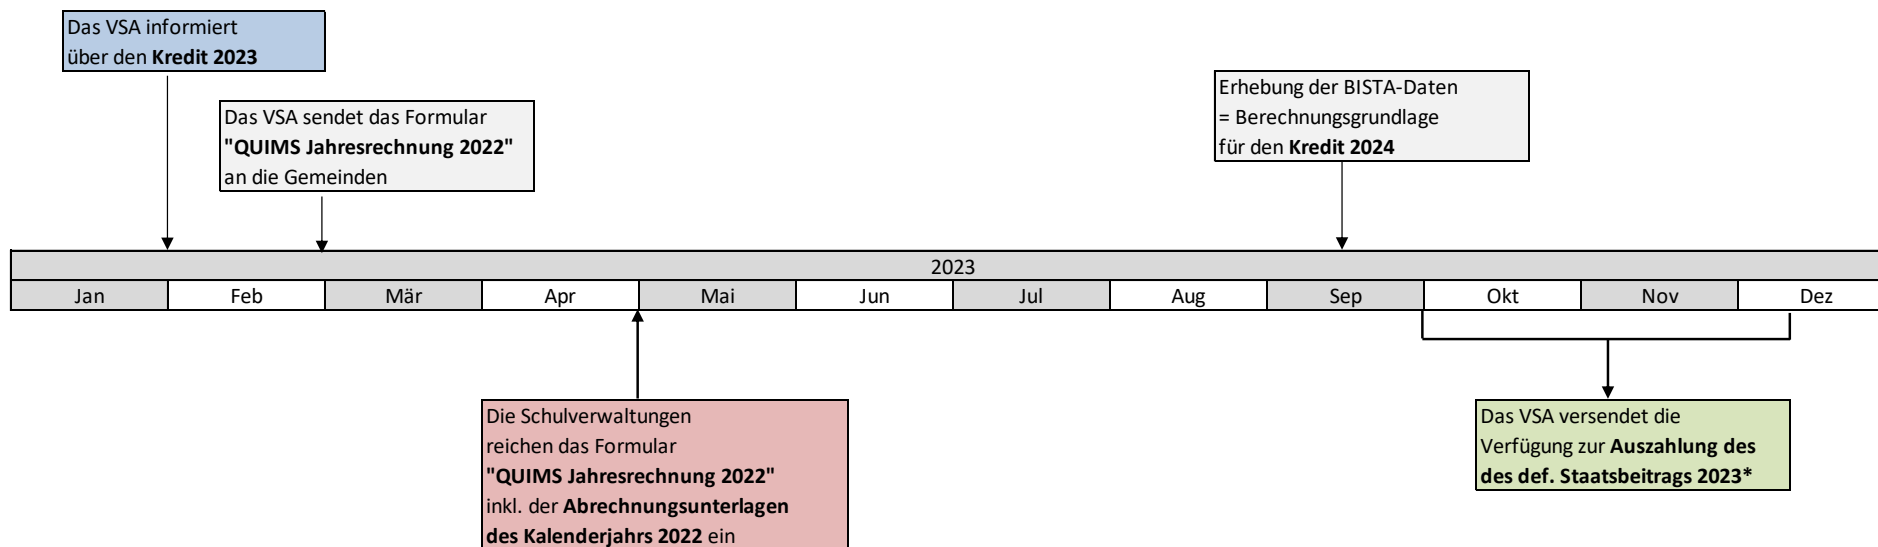 Das VSA informiert
über den Kredit 2023
Das VSA sendet das Formular
"QUIMS Jahresrechnung 2022"
an die Gemeinden
Erhebung der BISTA-Daten
= Berechnungsgrundlage
für den Kredit 2024
2023
Jan Feb Mär Apr Mai Jun Jul Aug Sep Okt Nov Dez
Die Schulverwaltungen
reichen das Formular
"QUIMS Jahresrechnung 2022"
inkl. der Abrechnungsunterlagen
des Kalenderjahrs 2022 ein
Das VSA versendet die
Verfügung zur Auszahlung des
des def. Staatsbeitrags 2023*